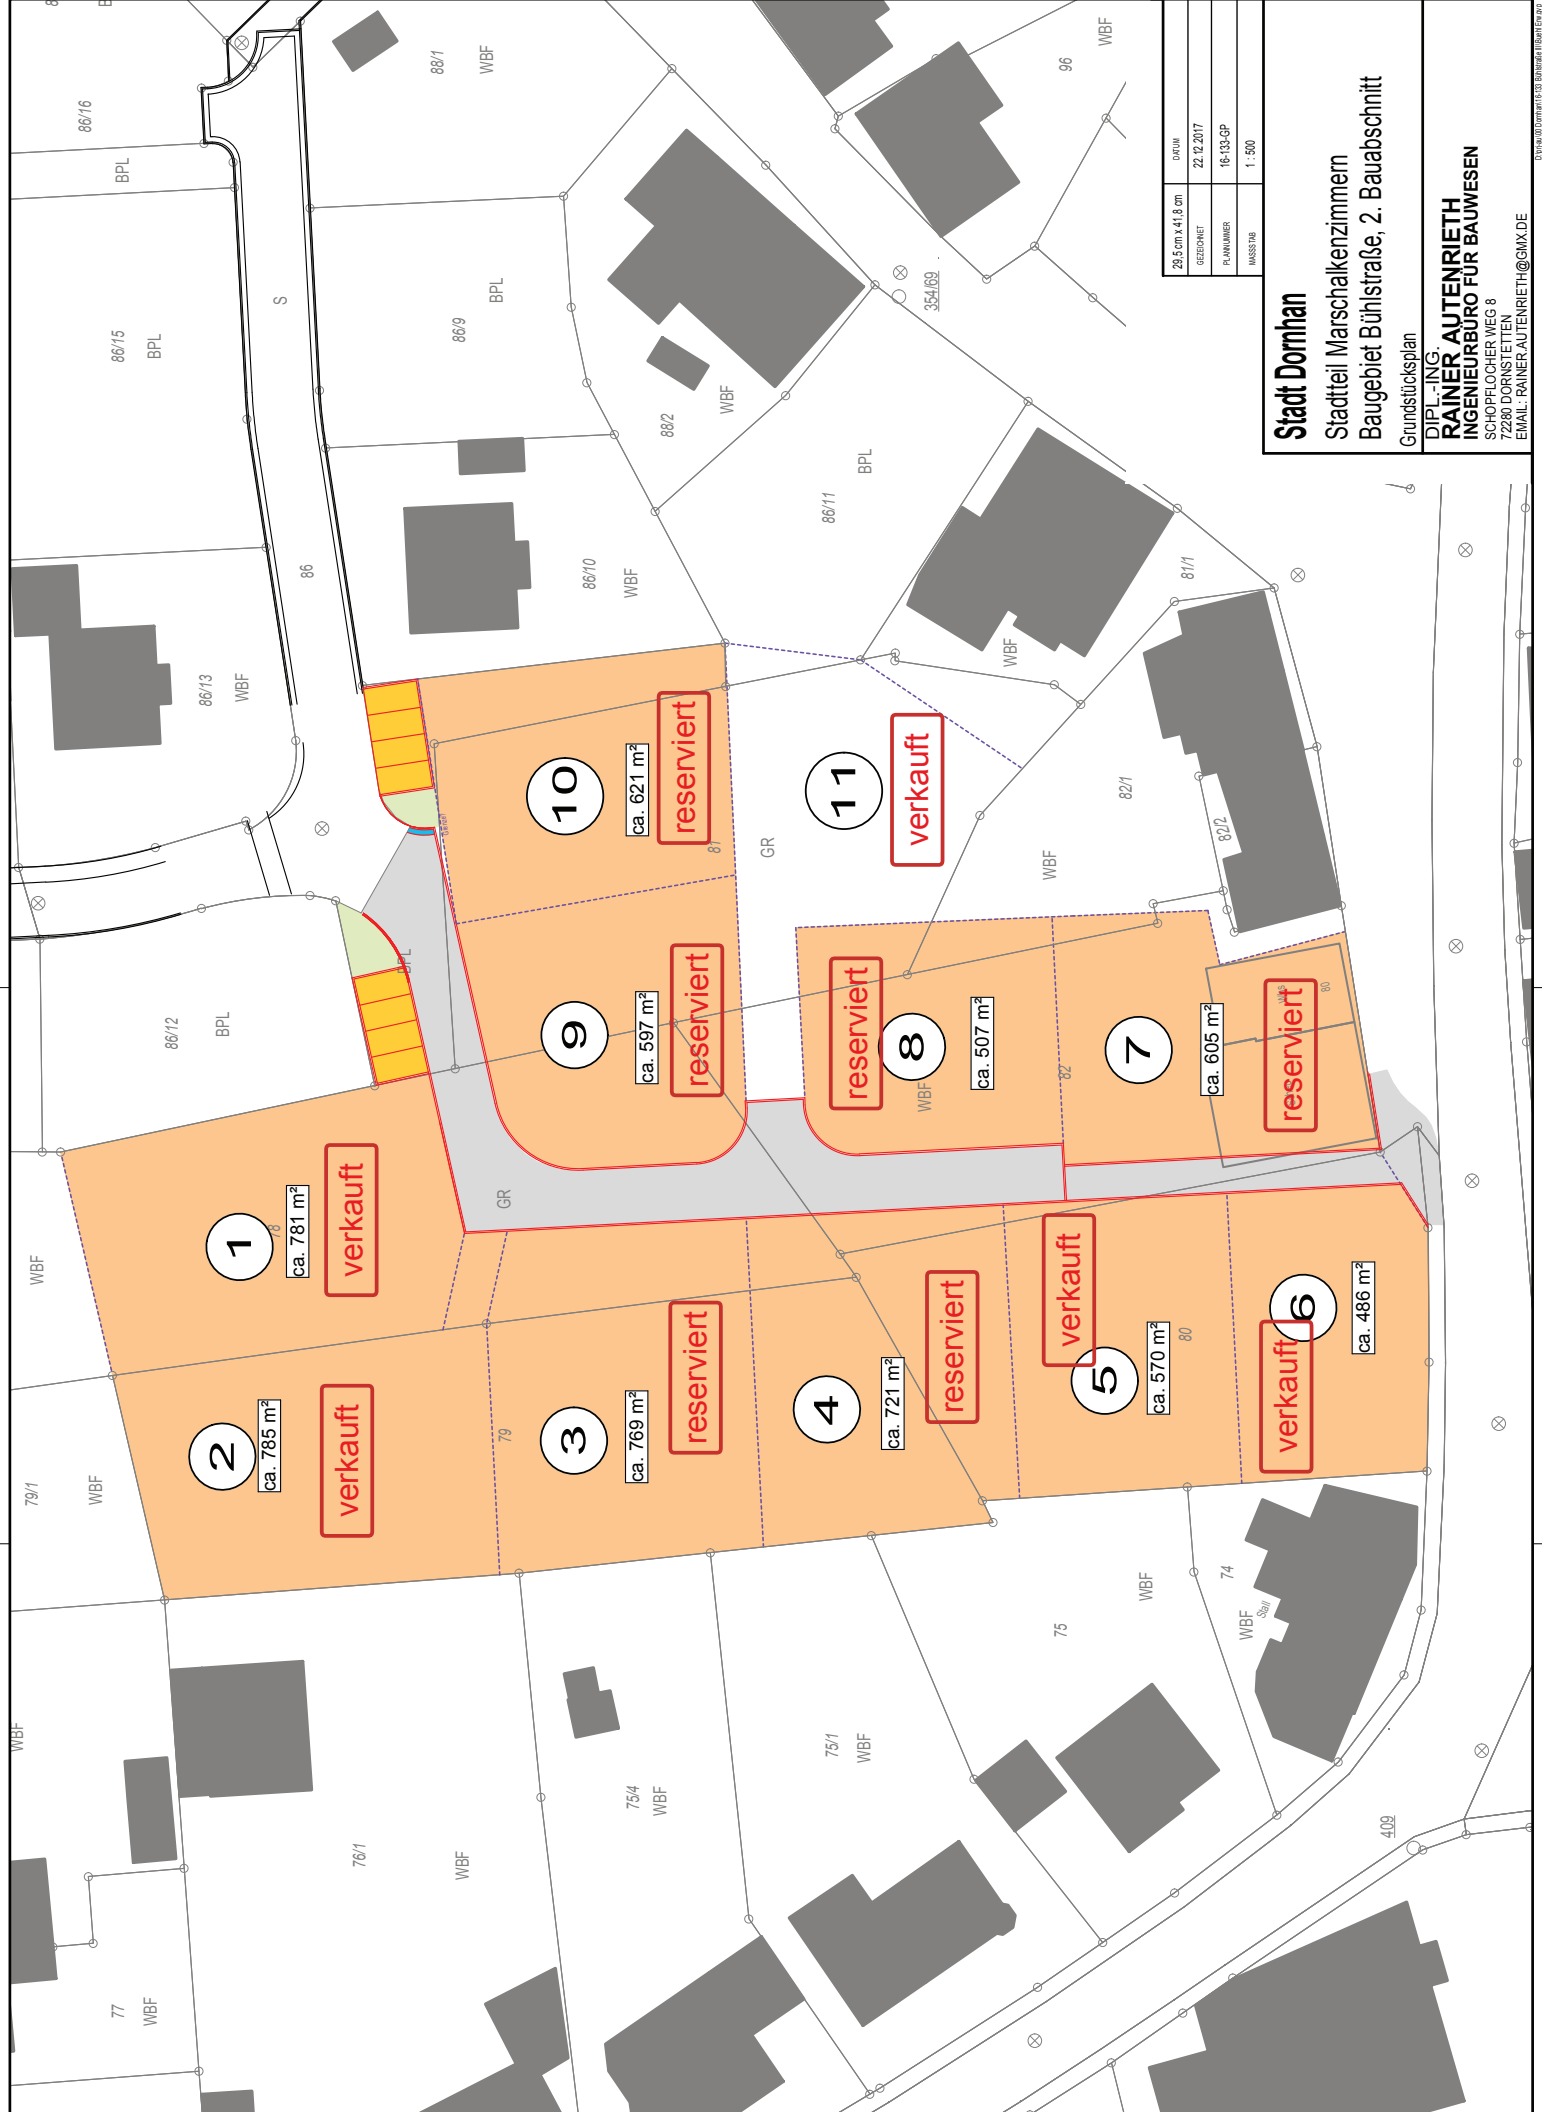 Stadt Dornhan
Stadtteil Marschalkenzimmern
Baugebiet Bühlstraße, 2. Bauabschnitt
Grundstücksplan
DIPL.-ING.
RAINER AUTENRIETH
INGENIEURBÜRO FÜR BAUWESEN
SCHOPFLOCHER WEG 8
72280 DORNSTETTEN
EMAIL: RAINER.AUTENRIETH@GMX.DE
29,5 cm x 41,8 cm DATUM
GEZEICHNET 22.12.2017
PLANNUMMER 16-133-GP
MASSSTAB 1 : 500
1
ca. 781 m²
verkauft
78
2
ca. 785 m²
verkauft
3
ca. 769 m²
reserviert
79
4
ca. 721 m²
reserviert
5
ca. 570 m²
verkauft
80
6
ca. 486 m²
verkauft
7
ca. 605 m²
reserviert
80
8
ca. 507 m²
reserviert
WBF
82
9
ca. 597 m²
reserviert
10
ca. 621 m²
reserviert
81
11
verkauft
GR
GR
BPL
86/16
BPL
86/15
BPL
S
86
86/13
WBF
86/12
BPL
WBF
88/1
WBF
86/9
BPL
88/2
WBF
86/10
WBF
86/11
BPL
354/69
96
WBF
81/1
WBF
82/1
WBF
82/2
79/1
WBF
WBF
77
WBF
76/1
WBF
75/4
WBF
75/1
WBF
75
WBF
74
WBF
Stall
409